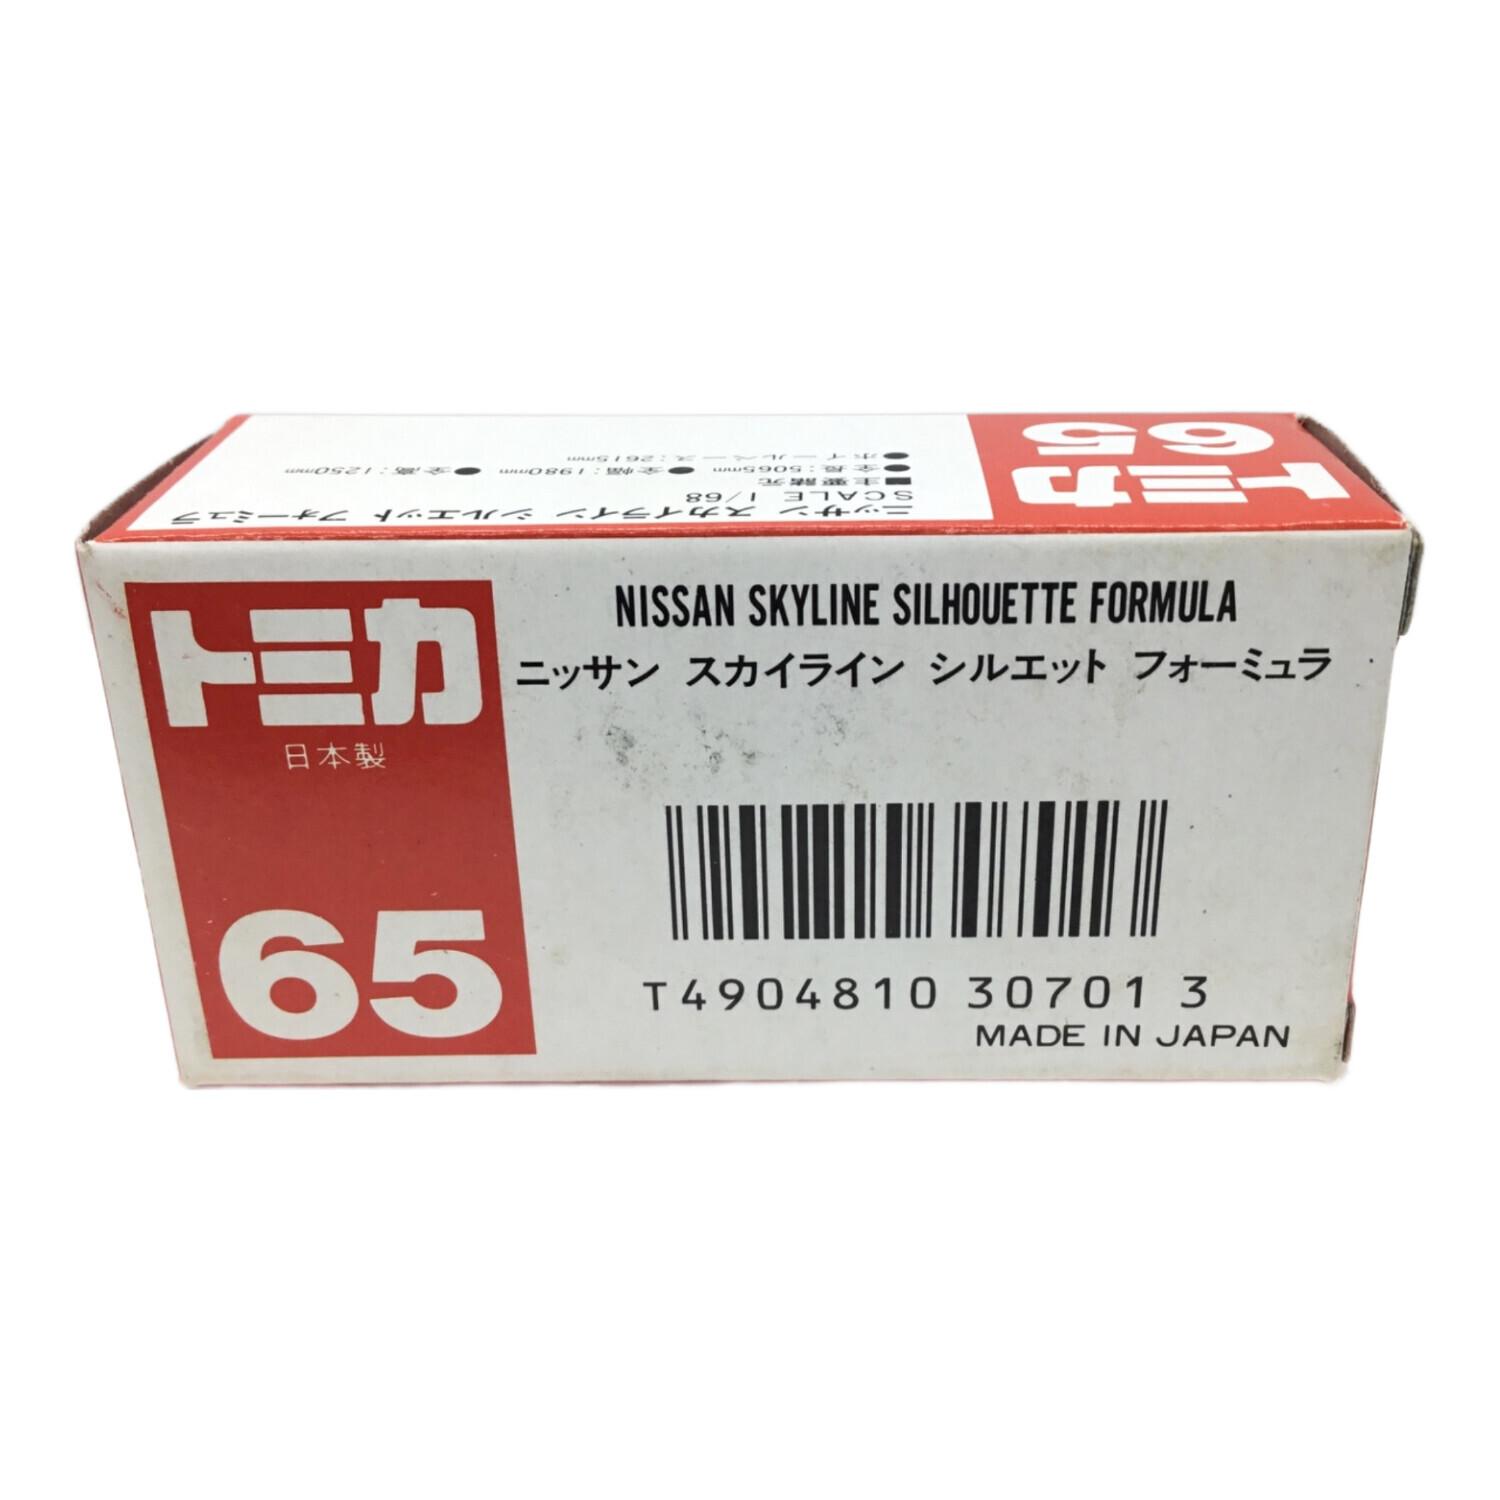 トミカ
65
ニッサン スカイライン シルエット フォーミュラ
SCALE 1/68
■主要諸元
●全長:5065mm ●全幅:1980mm ●全高:1250mm
●ホイールベース:2615mm
トミカ
日本製
65
NISSAN SKYLINE SILHOUETTE FORMULA
ニッサン スカイライン シルエット フォーミュラ
T4904810 30701 3
MADE IN JAPAN